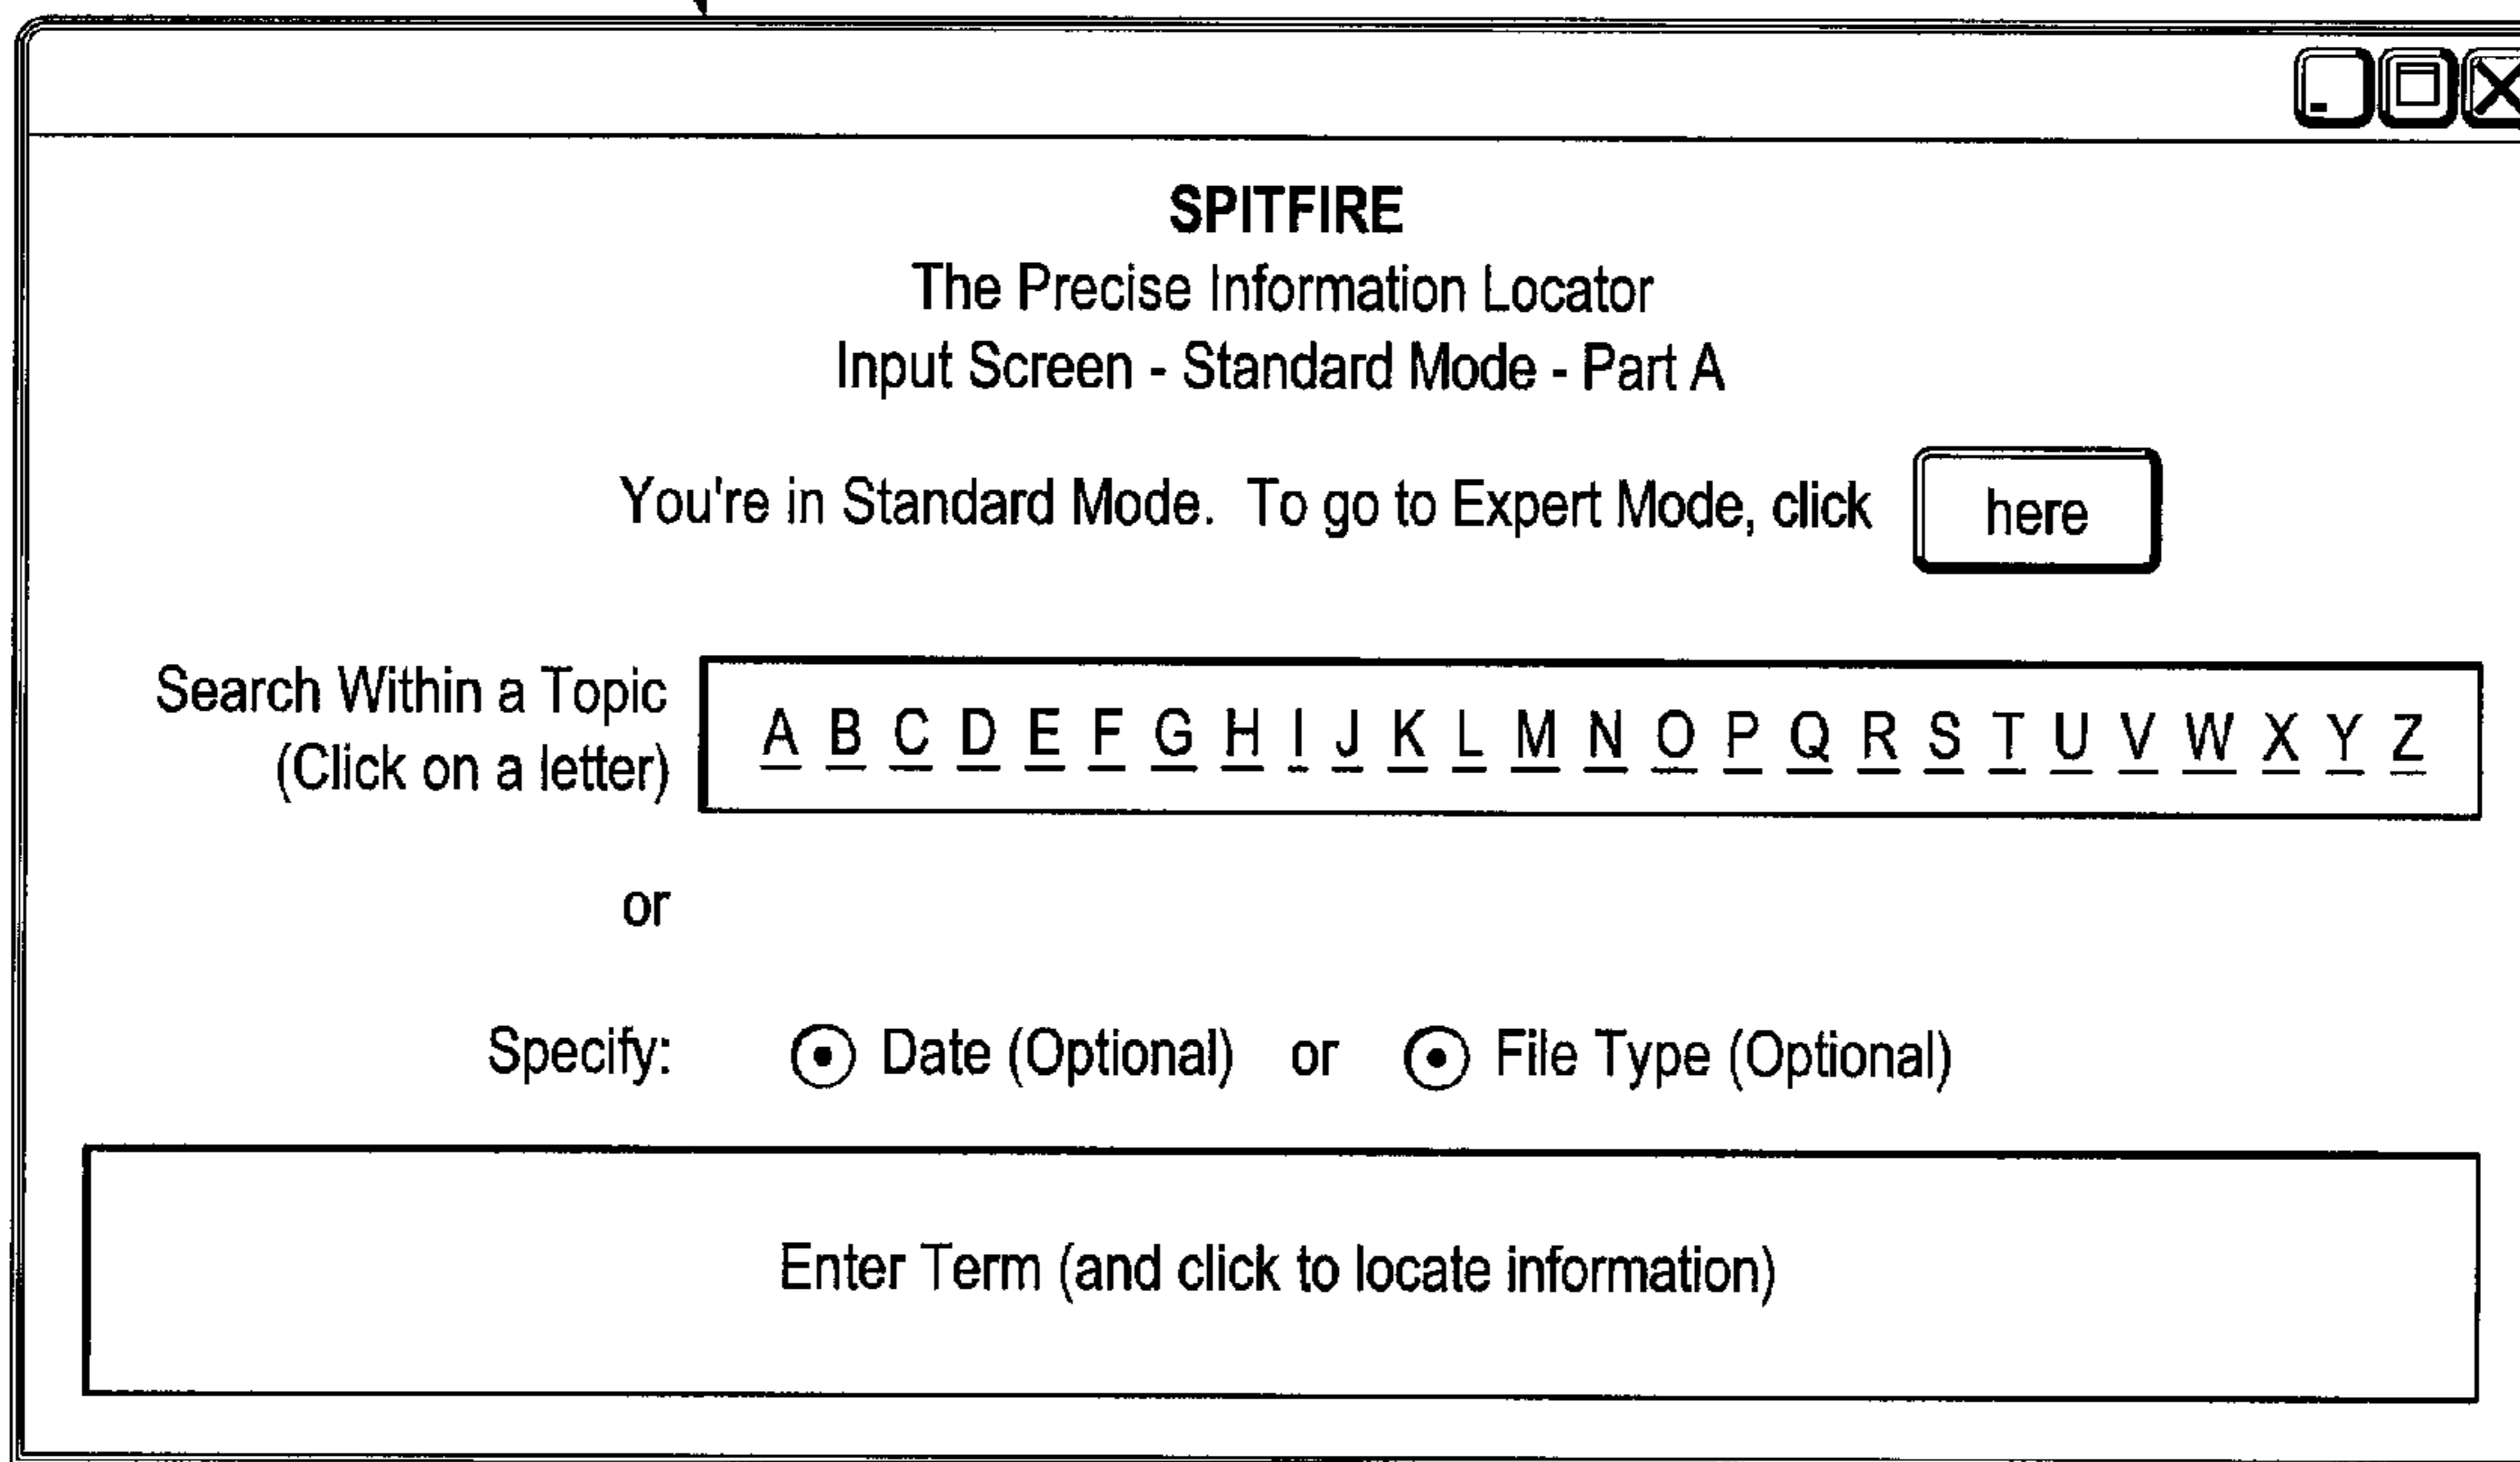 SPITFIRE
The Precise Information Locator
Input Screen - Standard Mode - Part A
You're in Standard Mode. To go to Expert Mode, click here
Search Within a Topic
(Click on a letter)
A B C D E F G H I J K L M N O P Q R S T U V W X Y Z
or
Specify: Date (Optional) or File Type (Optional)
Enter Term (and click to locate information)